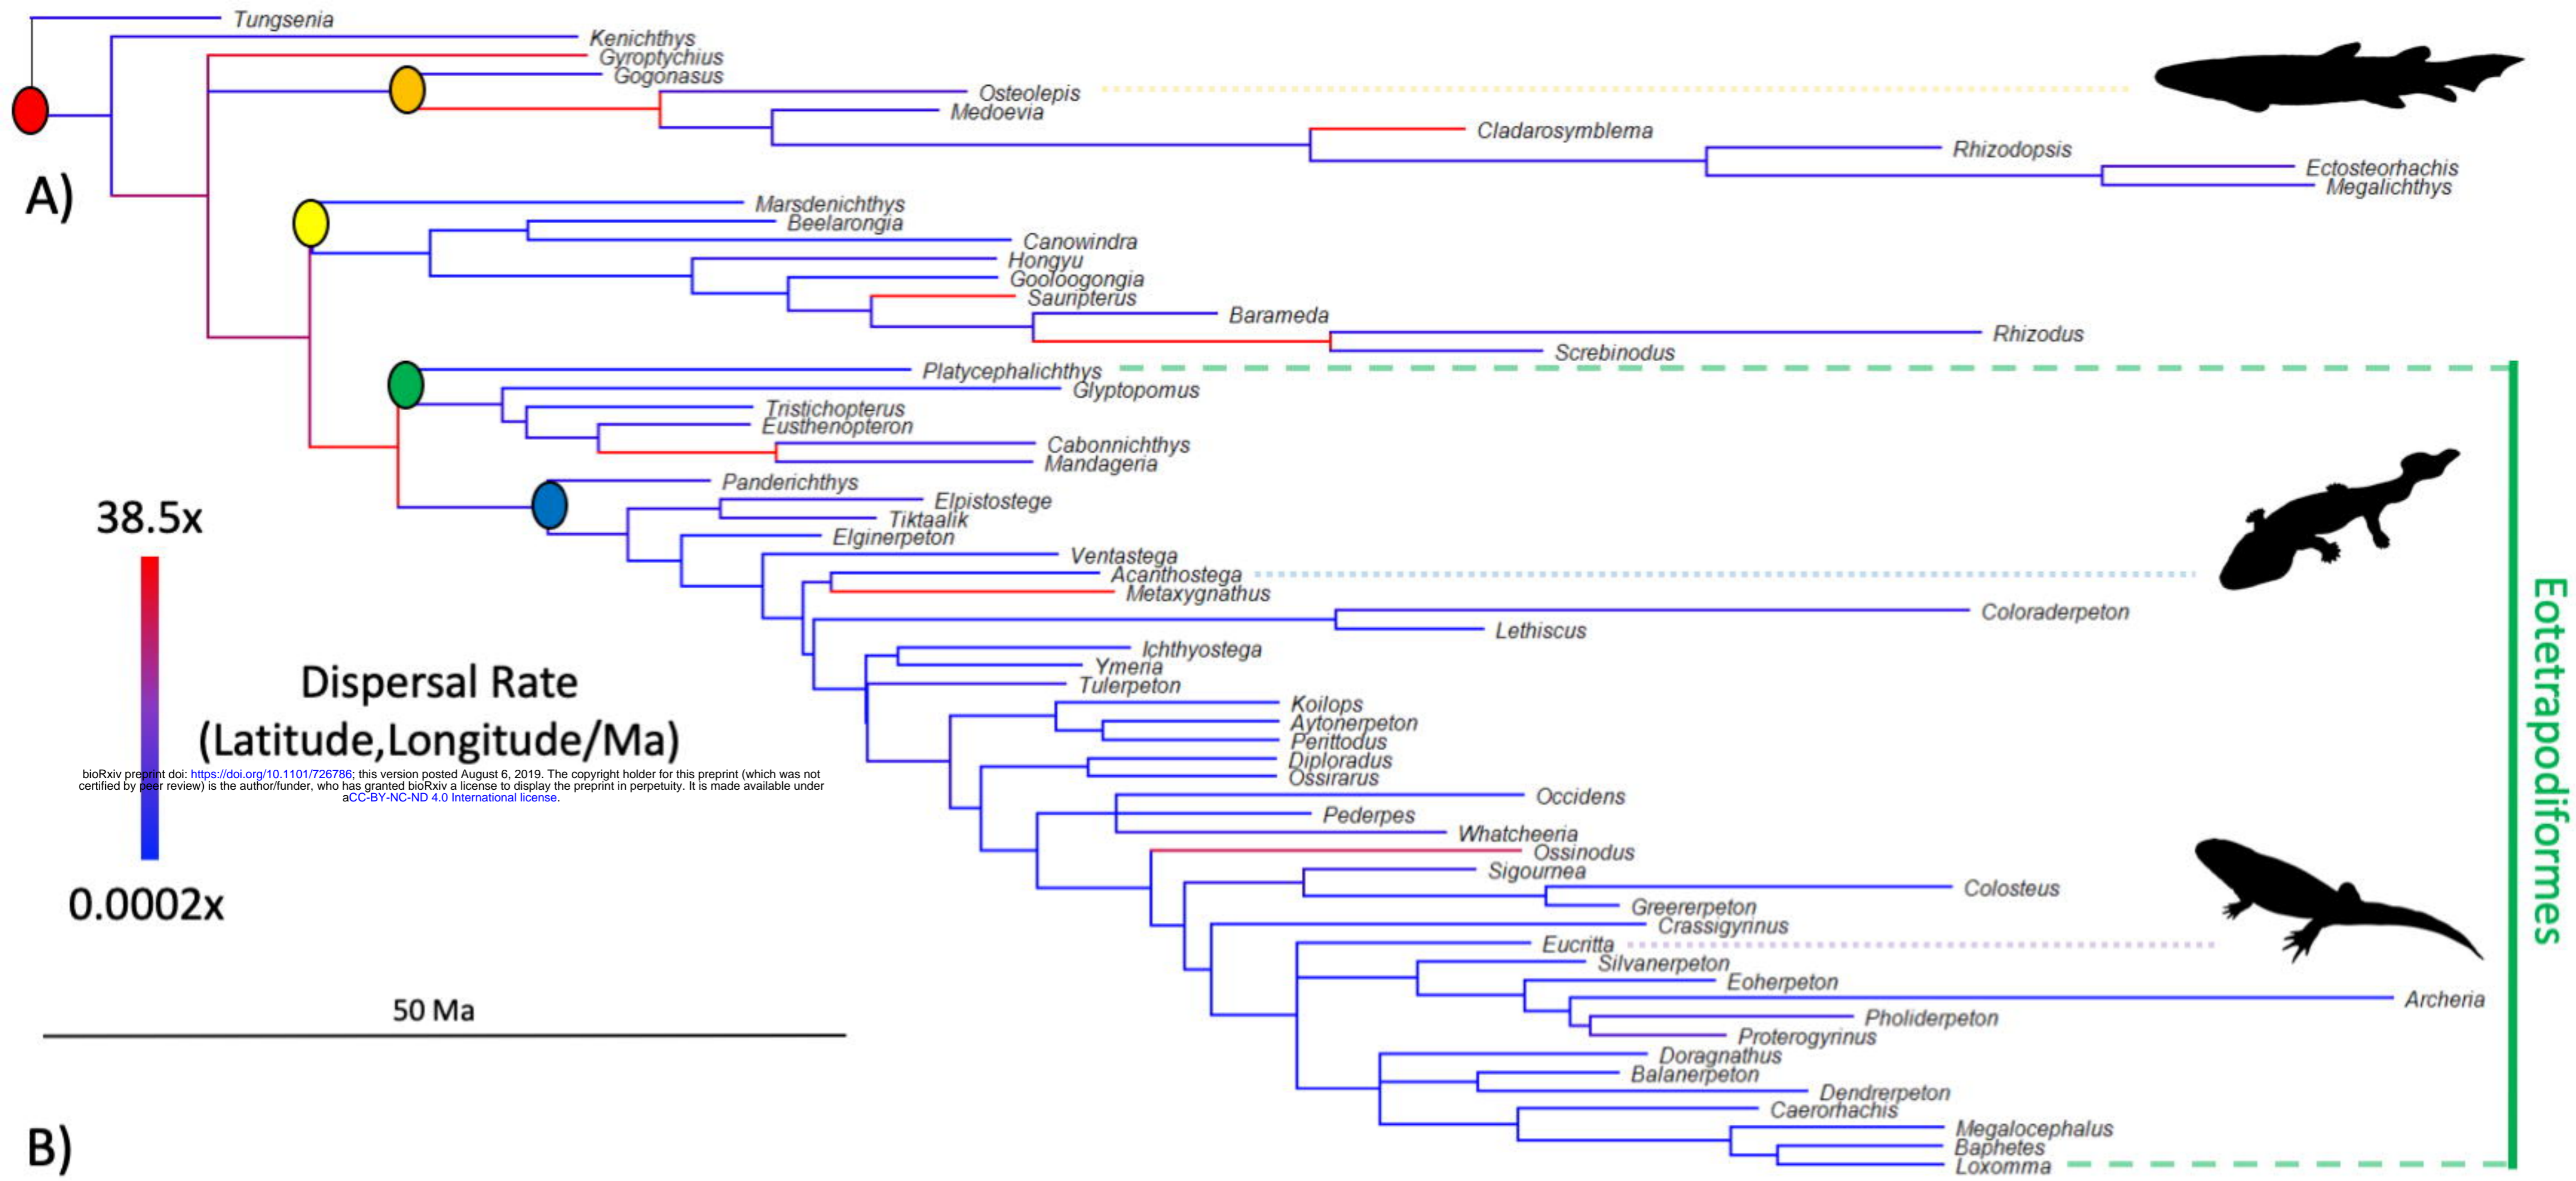 Tungsenia
Kenichthys
Gyroptychius
Gogonasus
Osteolepis
Medoevia
Cladarosymblema
Rhizodopsis
Ectosteorhachis
Megalichthys
A)
Marsdenichthys
Beelarongia
Canowindra
Hongyu
Gooloogongia
Sauripterus
Barameda
Rhizodus
Screbinodus
Platycephalichthys
Glyptopomus
Tristichopterus
Eusthenopteron
Cabonnichthys
Mandageria
Panderichthys
Elpistostege
Tiktaalik
Elginerpeton
Ventastega
Acanthostega
Metaxygnathus
Coloraderpeton
Lethiscus
Ichthyostega
Ymeria
Tulerpeton
Koilops
Aytonerpeton
Perittodus
Diploradus
Ossirarus
Occidens
Pederpes
Whatcheeria
Ossinodus
Sigournea
Colosteus
Greererpeton
Crassigyrinus
Eucritta
Silvanerpeton
Eoherpeton
Archeria
Pholiderpeton
Proterogyrinus
Doragnathus
Balanerpeton
Dendrerpeton
Caerorhachis
Megalocephalus
Baphetes
Loxomma
Eotetrapodiformes
38.5x
Dispersal Rate
(Latitude,Longitude/Ma)
bioRxiv preprint doi: https://doi.org/10.1101/726786; this version posted August 6, 2019. The copyright holder for this preprint (which was not
certified by peer review) is the author/funder, who has granted bioRxiv a license to display the preprint in perpetuity. It is made available under
aCC-BY-NC-ND 4.0 International license.
0.0002x
50 Ma
B)